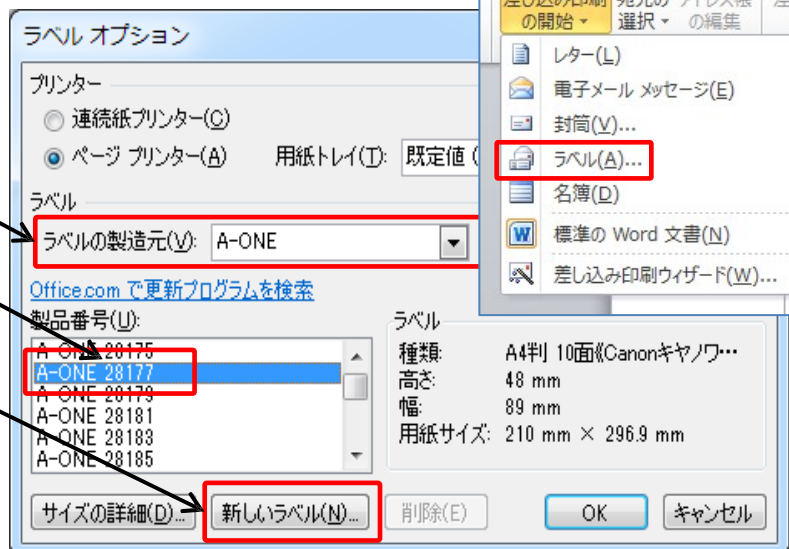 ラベル オプション
プリンター
連続紙プリンター(C)
ページ プリンター(A) 用紙トレイ(T): 既定値 (
ラベル
ラベルの製造元(V): A-ONE
Office.com で更新プログラムを検索
製品番号(U):
A-ONE 28175
A-ONE 28177
A-ONE 28179
A-ONE 28181
A-ONE 28183
A-ONE 28185
ラベル
種類: A4判 10面《Canonキヤノワ…
高さ: 48 mm
幅: 89 mm
用紙サイズ: 210 mm × 296.9 mm
サイズの詳細(D)... 新しいラベル(N)... 削除(E) OK キャンセル
差し込み印刷 宛先の アドレス帳 差
の開始 選択 の編集
レター(L)
電子メール メッセージ(E)
封筒(V)...
ラベル(A)...
名簿(D)
標準の Word 文書(N)
差し込み印刷ウィザード(W)...